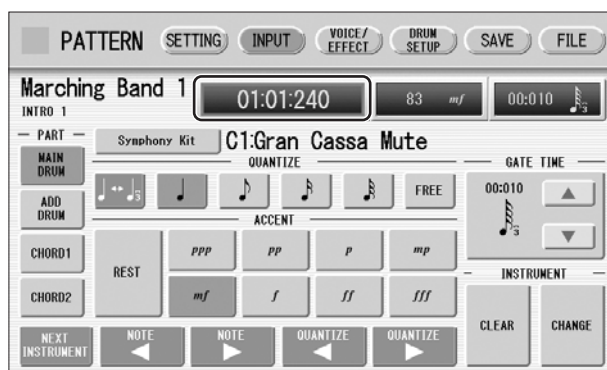 PATTERN SETTING INPUT VOICE/ EFFECT DRUM SETUP SAVE FILE
Marching Band 1 01:01:240 83 mf 00:010 3
INTRO 1
PART Symphony Kit C1:Gran Cassa Mute
MAIN DRUM QUANTIZE GATE TIME
3 FREE 00:010
ADD DRUM ACCENT 3
CHORD1 REST ppp pp p mp
INSTRUMENT
CHORD2 mf f ff fff
CLEAR CHANGE
NEXT INSTRUMENT NOTE NOTE QUANTIZE QUANTIZE